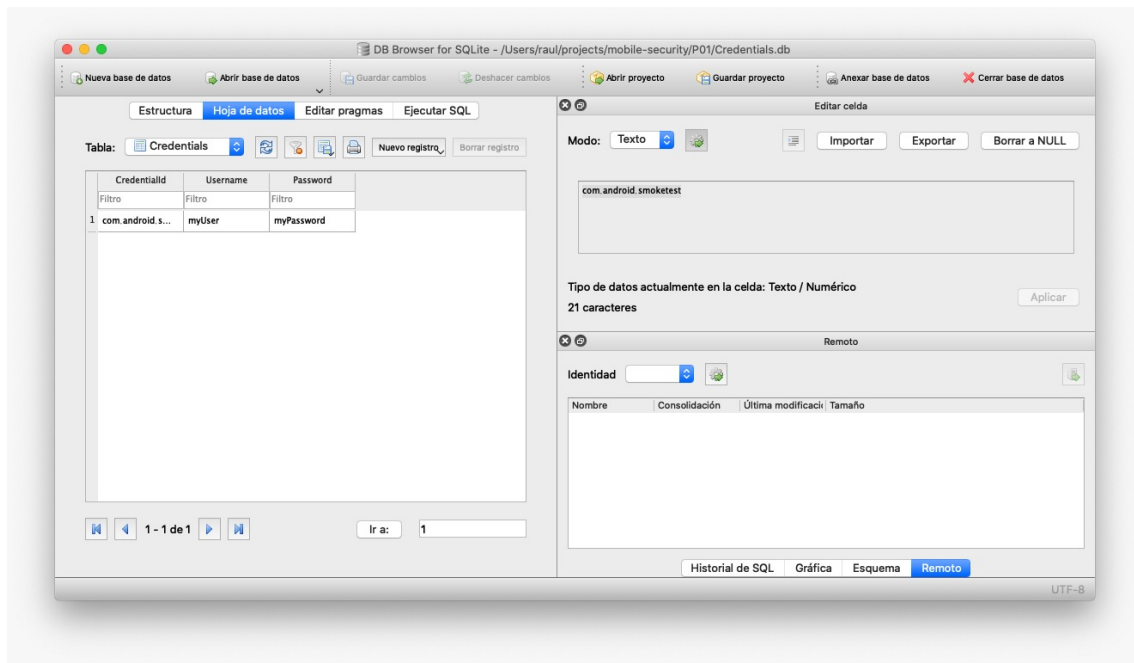 DB Browser for SQLite - /Users/raul/projects/mobile-security/P01/Credentials.db
Nueva base de datos Abrir base de datos Guardar cambios Deshacer cambios Abrir proyecto Guardar proyecto Anexar base de datos Cerrar base de datos
Estructura Hoja de datos Editar pragmas Ejecutar SQL
Tabla: Credentials Nuevo registro Borrar registro
CredentialId Username Password
Filtro Filtro Filtro
1 com.android.s... myUser myPassword
1 - 1 de 1 Ir a: 1
Editar celda
Modo: Texto Importar Exportar Borrar a NULL
com.android.smoketest
Tipo de datos actualmente en la celda: Texto / Numérico
21 caracteres
Aplicar
Remoto
Identidad
Nombre Consolidación Última modificació Tamaño
Historial de SQL Gráfica Esquema Remoto
UTF-8